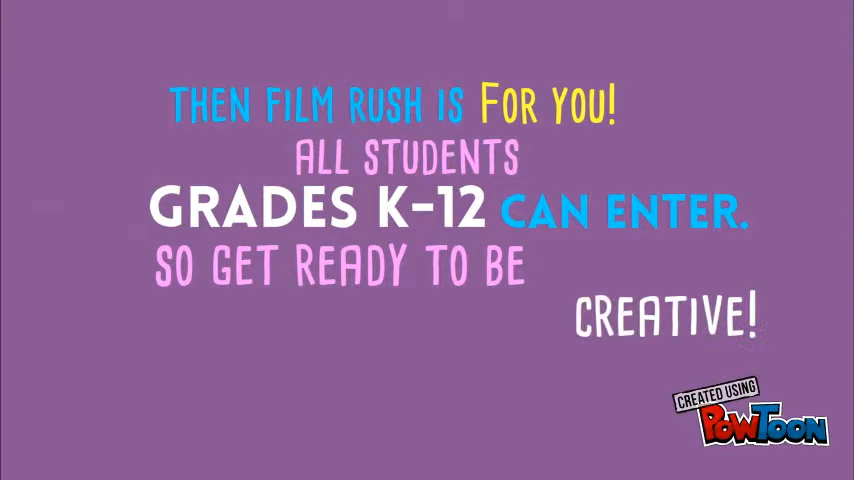 THEN FILM RUSH IS FOR YOU!
ALL STUDENTS
GRADES K-12 CAN ENTER.
SO GET READY TO BE
CREATIVE!
CREATED USING
POWTOON